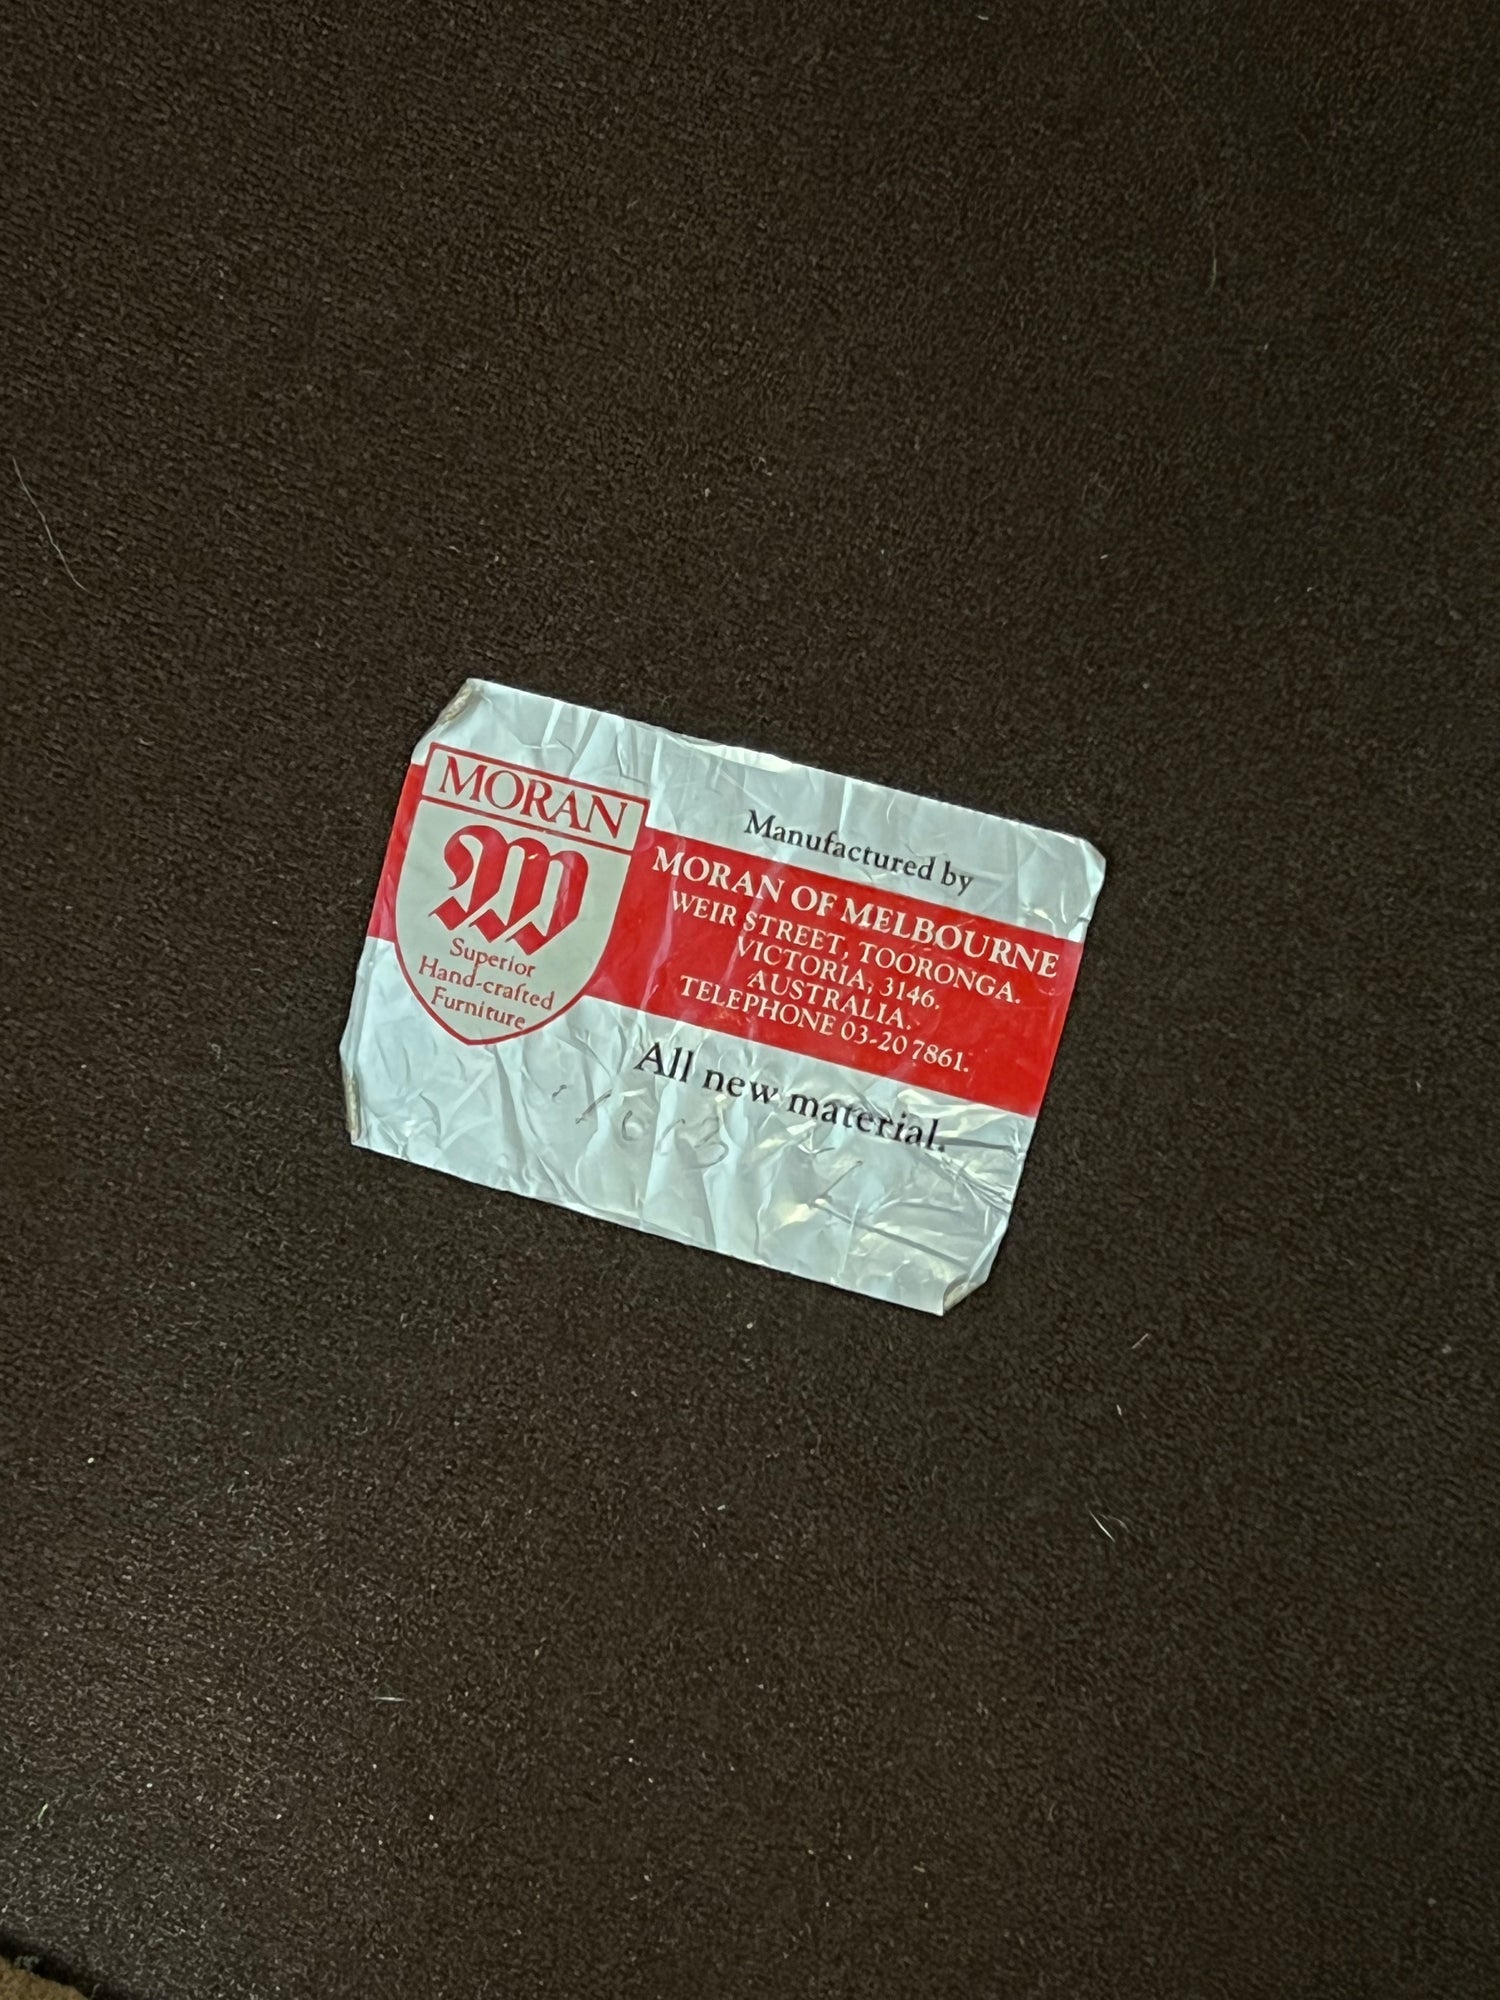 MORAN
M
Superior
Hand-crafted
Furniture
Manufactured by
MORAN OF MELBOURNE
WEIR STREET, TOORONGA.
VICTORIA, 3146.
AUSTRALIA.
TELEPHONE 03-20 7861.
All new material.